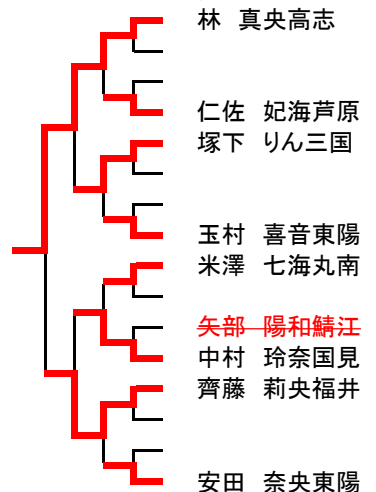 林　真央高志
仁佐　妃海芦原
塚下　りん三国
玉村　喜音東陽
米澤　七海丸南
矢部　陽和鯖江
中村　玲奈国見
齊藤　莉央福井
安田　奈央東陽